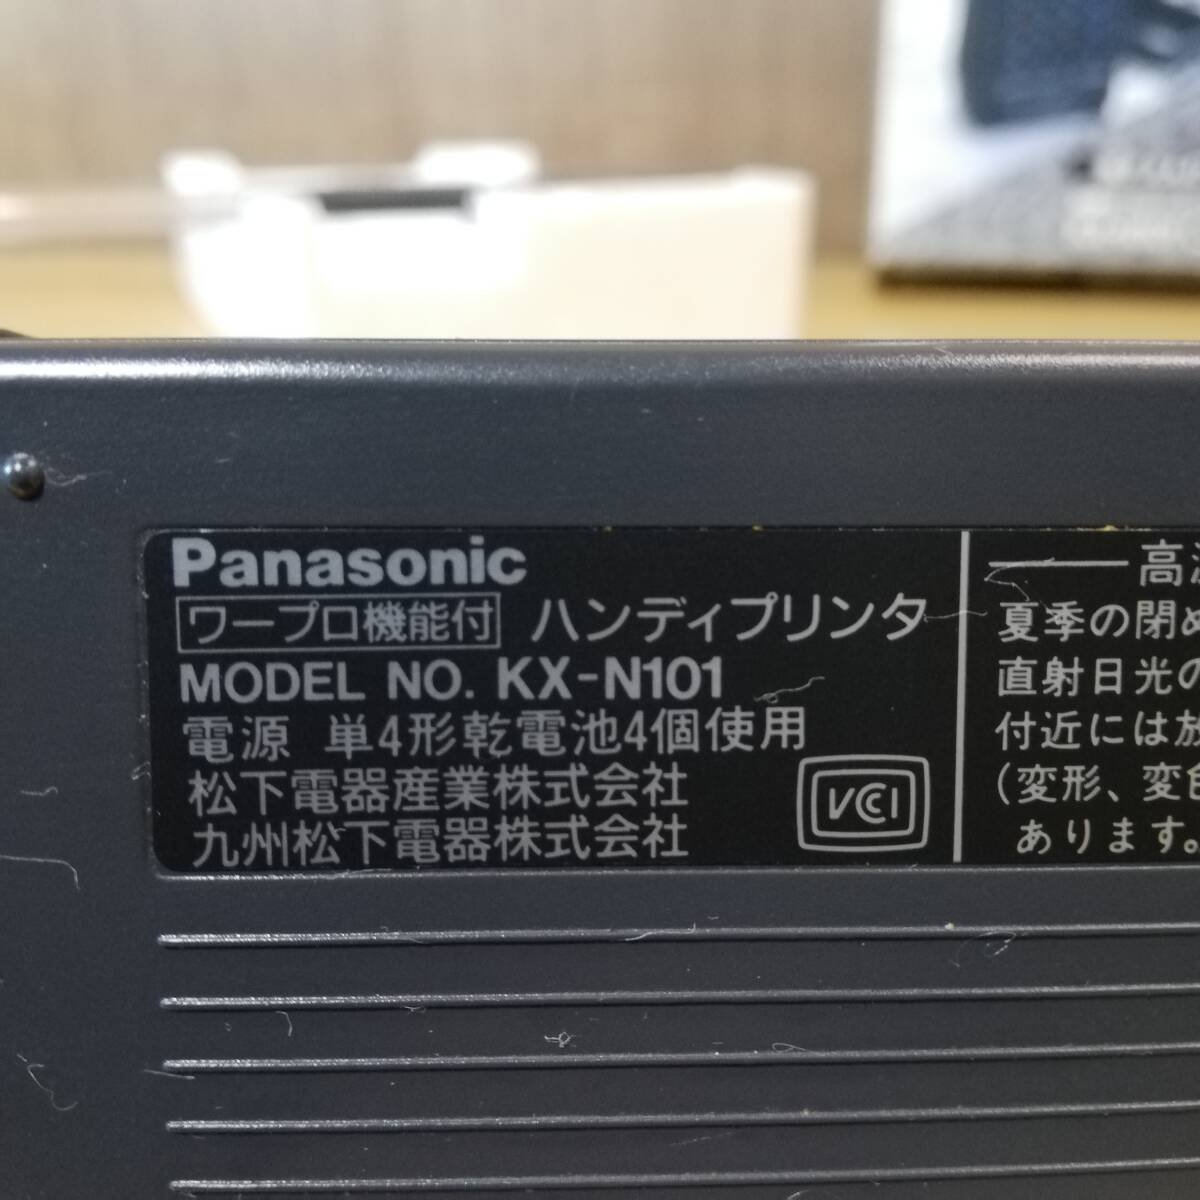 Panasonic
ワープロ機能付 ハンディプリンタ
MODEL NO. KX-N101
電源 単4形乾電池4個使用
松下電器産業株式会社
九州松下電器株式会社
VCCI
高
夏季の閉め
直射日光の
付近には放
(変形、変色
あります。